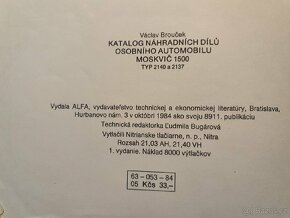 Václav Brouček
KATALOG NÁHRADNÍCH DÍLŮ
OSOBNÍHO AUTOMOBILU
MOSKVIČ 1500
TYP 2140 a 2137
Vydala ALFA, vydavateľstvo technickej a ekonomickej literatúry, Bratislava,
Hurbanovo nám. 3 v októbri 1984 ako svoju 8911. publikáciu
Technická redaktorka Ľudmila Bugárová
Vytlačili Nitrianske tlačiarne, n. p., Nitra
Rozsah 21,03 AH, 21,40 VH
1. vydanie. Náklad 8000 výtlačkov
63-053-84
05 Kčs 33,—